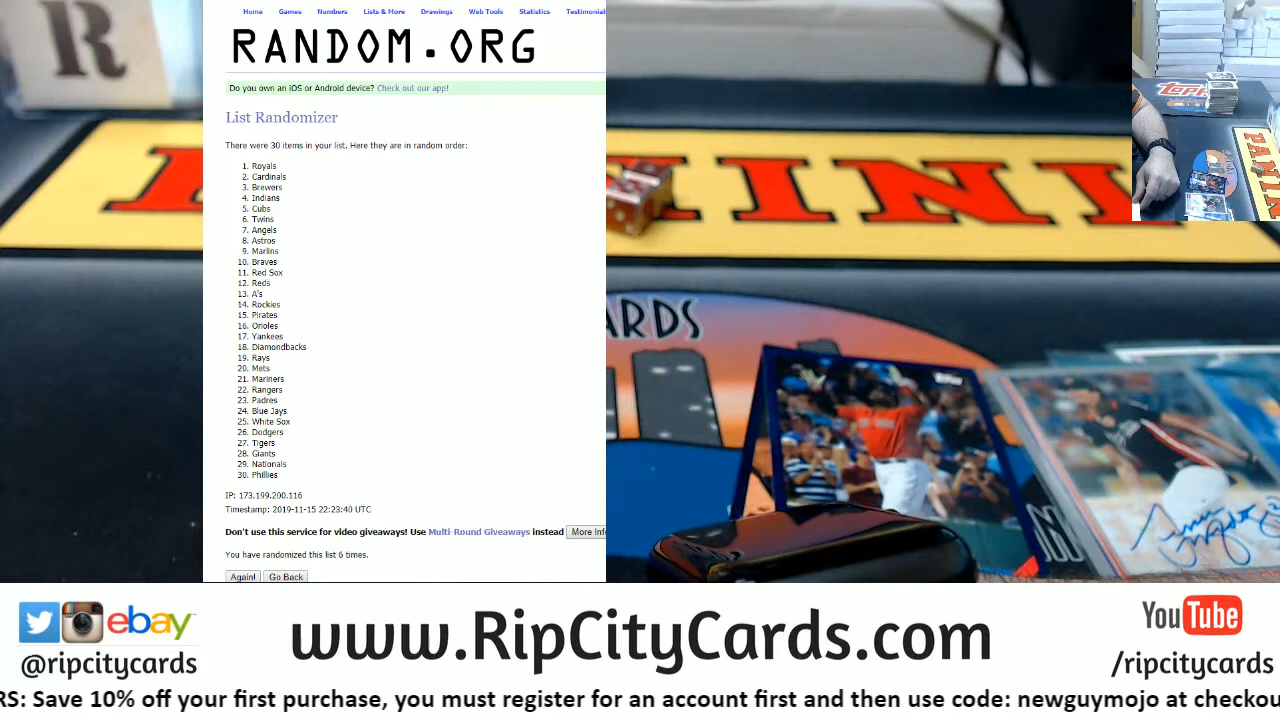 R
Home Games Numbers Lists & More Drawings Web Tools Statistics Testimonials
RANDOM.ORG
Do you own an iOS or Android device? Check out our app!
List Randomizer
There were 30 items in your list. Here they are in random order:
1. Royals
2. Cardinals
3. Brewers
4. Indians
5. Cubs
6. Twins
7. Angels
8. Astros
9. Marlins
10. Braves
11. Red Sox
12. Reds
13. A's
14. Rockies
15. Pirates
16. Orioles
17. Yankees
18. Diamondbacks
19. Rays
20. Mets
21. Mariners
22. Rangers
23. Padres
24. Blue Jays
25. White Sox
26. Dodgers
27. Tigers
28. Giants
29. Nationals
30. Phillies
IP: 173.199.200.116
Timestamp: 2019-11-15 22:23:40 UTC
Don't use this service for video giveaways! Use Multi-Round Giveaways instead More Info
You have randomized this list 6 times.
Again! Go Back
INI
ARDS
Topps
PANINI
ebay
@ripcitycards
www.RipCityCards.com
YouTube
/ripcitycards
RS: Save 10% off your first purchase, you must register for an account first and then use code: newguymojo at checkou